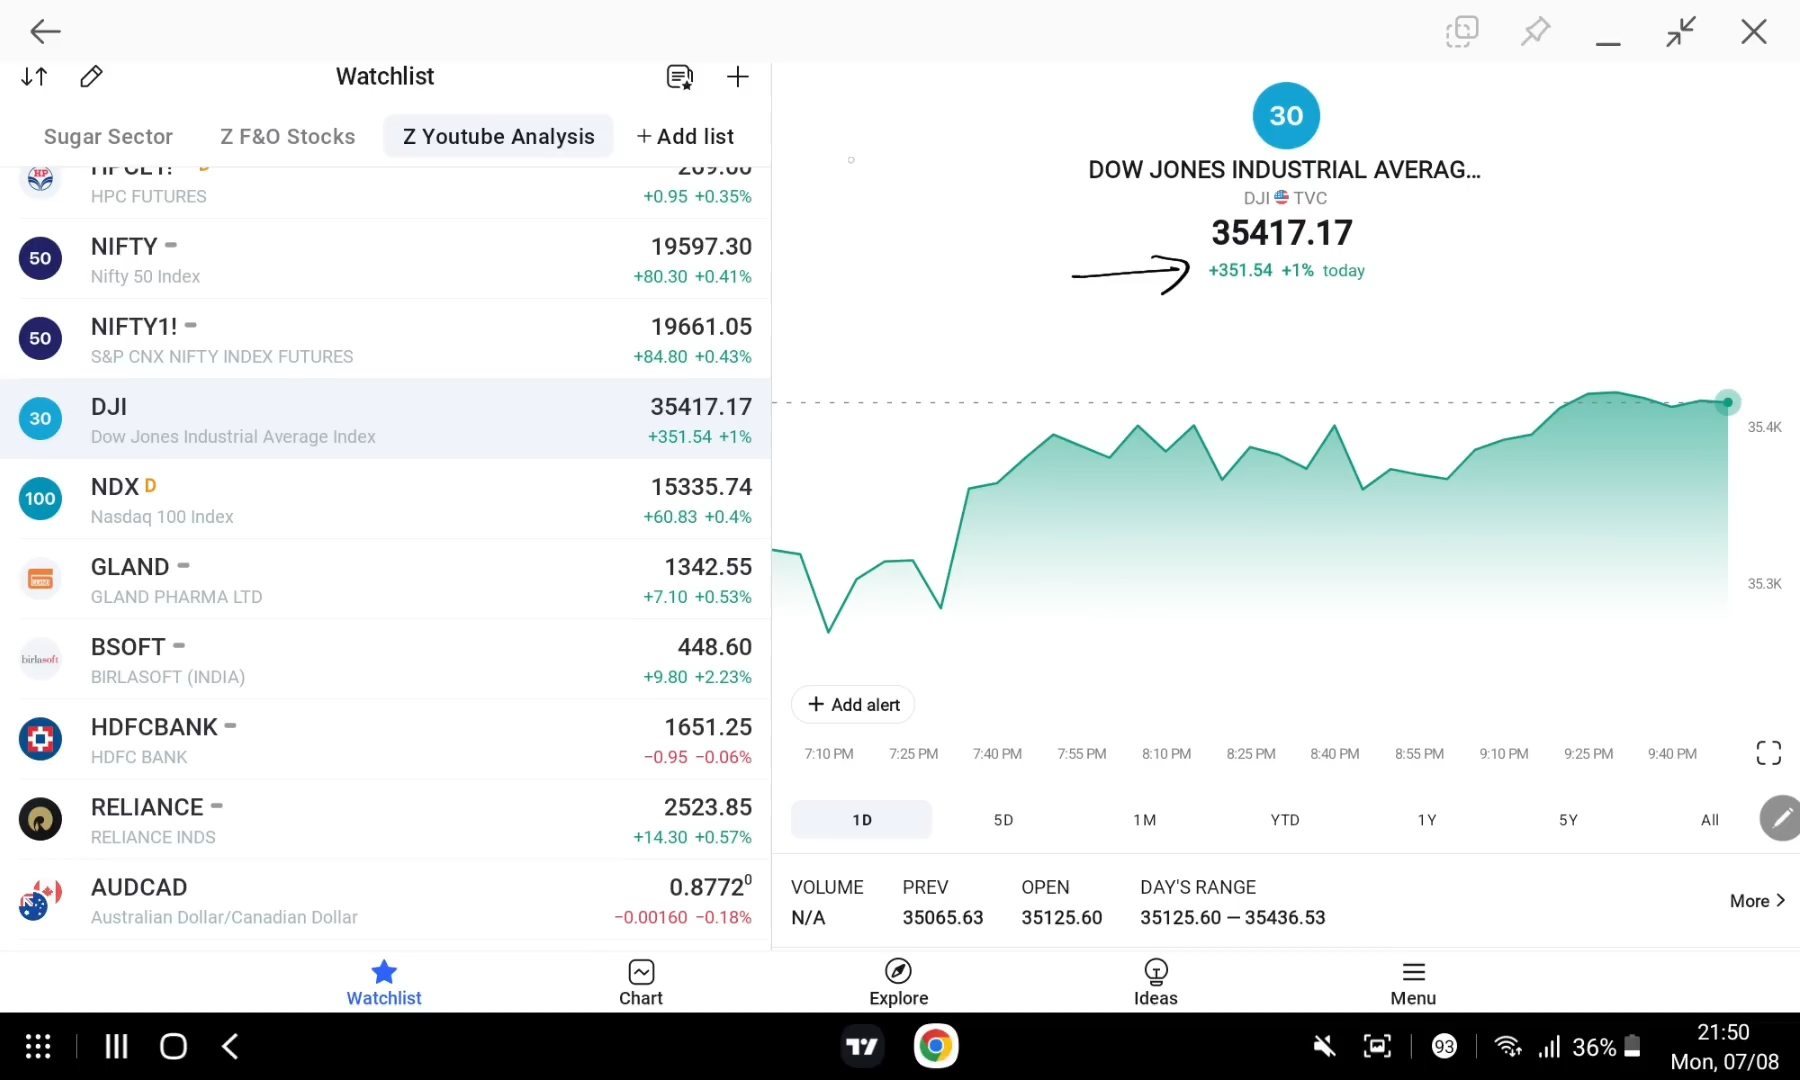 Watchlist
Sugar Sector
Z F&O Stocks
Z Youtube Analysis
+ Add list
HPC FUTURES
+0.95 +0.35%
50
NIFTY
19597.30
Nifty 50 Index
+80.30 +0.41%
50
NIFTY1!
19661.05
S&P CNX NIFTY INDEX FUTURES
+84.80 +0.43%
30
DJI
35417.17
Dow Jones Industrial Average Index
+351.54 +1%
100
NDX D
15335.74
Nasdaq 100 Index
+60.83 +0.4%
GLAND
1342.55
GLAND PHARMA LTD
+7.10 +0.53%
birlasoft
BSOFT
448.60
BIRLASOFT (INDIA)
+9.80 +2.23%
HDFCBANK
1651.25
HDFC BANK
−0.95 −0.06%
RELIANCE
2523.85
RELIANCE INDS
+14.30 +0.57%
AUDCAD
0.8772⁰
Australian Dollar/Canadian Dollar
−0.00160 −0.18%
30
DOW JONES INDUSTRIAL AVERAG...
DJI TVC
35417.17
+351.54 +1% today
35.4K
35.3K
+ Add alert
7:10 PM 7:25 PM 7:40 PM 7:55 PM 8:10 PM 8:25 PM 8:40 PM 8:55 PM 9:10 PM 9:25 PM 9:40 PM
1D 5D 1M YTD 1Y 5Y All
VOLUME PREV OPEN DAY'S RANGE
N/A 35065.63 35125.60 35125.60 — 35436.53
More >
Watchlist Chart Explore Ideas Menu
93
36%
21:50
Mon, 07/08